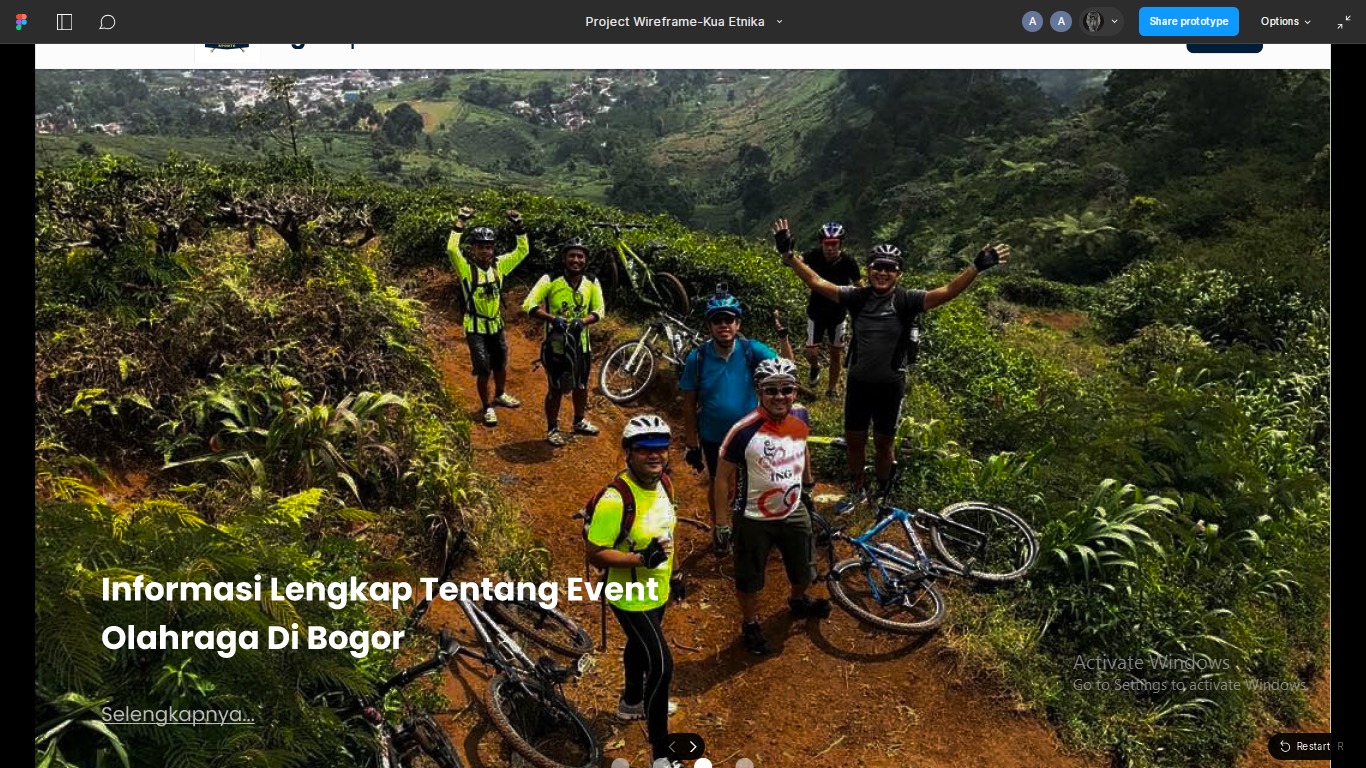 Project Wireframe-Kua Etnika
A
A
Share prototype
Options
Informasi Lengkap Tentang Event
Olahraga Di Bogor
Selengkapnya...
ING
Activate Windows
Go to Settings to activate Windows.
Restart R